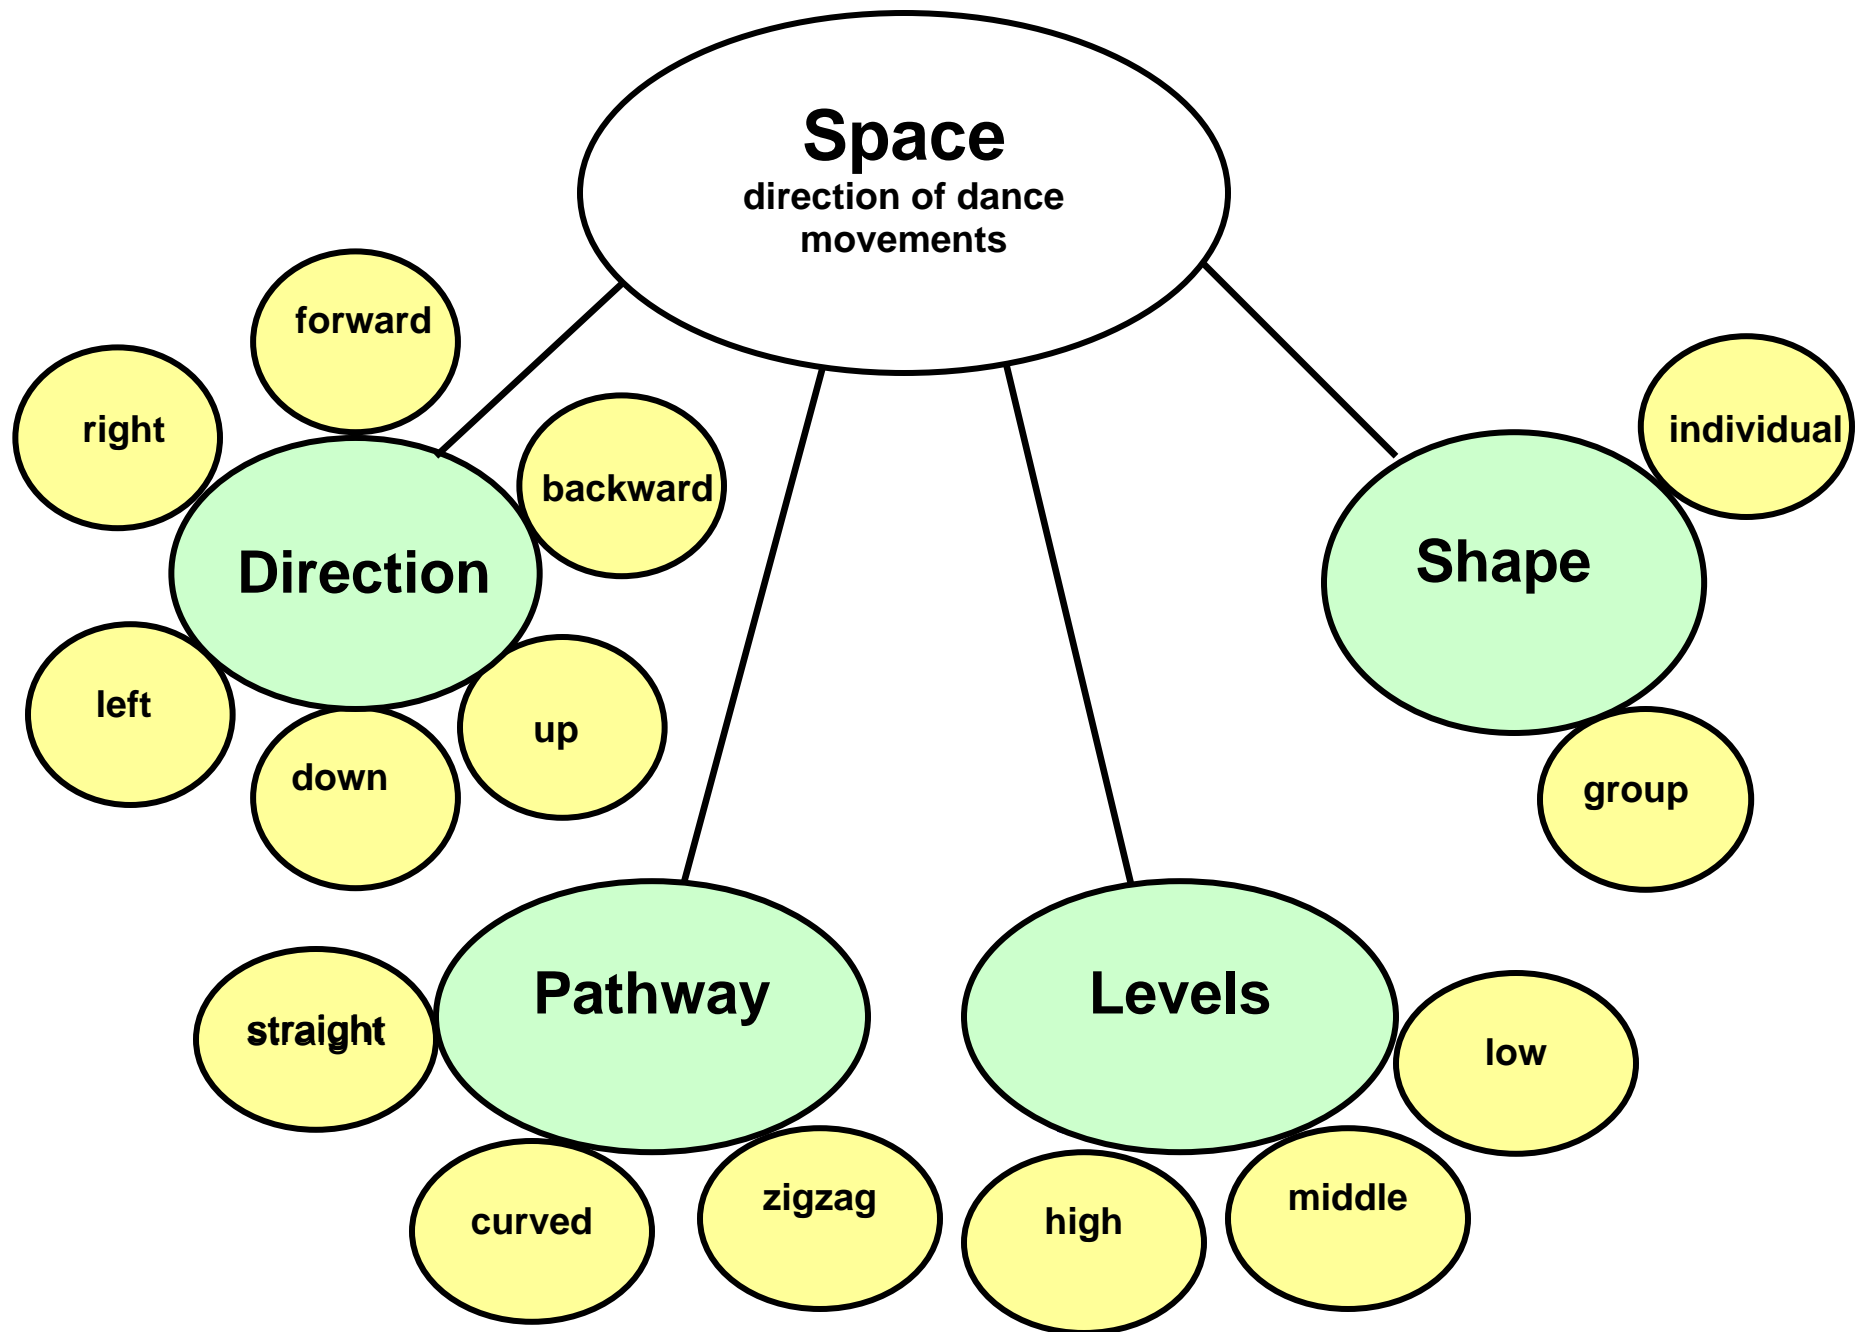 Space
direction of dance
movements
forward
right
backward
Direction
left
down
up
individual
Shape
group
Pathway
straight
curved
zigzag
Levels
low
middle
high